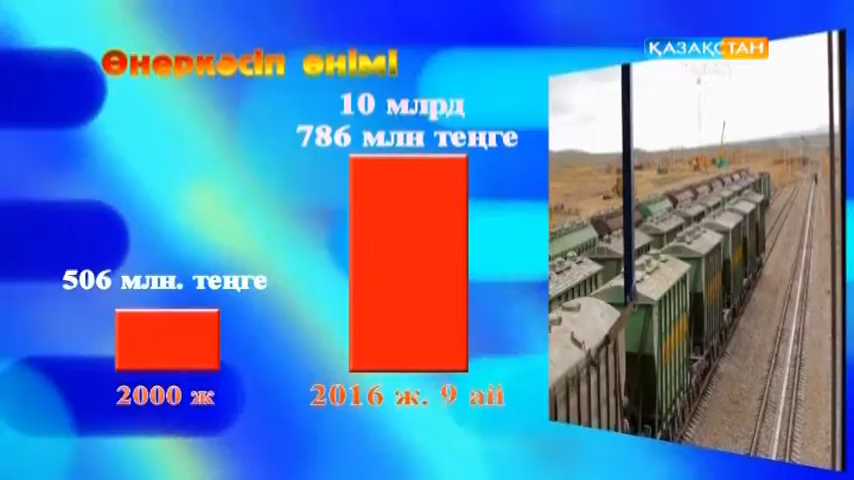 Өнеркәсіп өнімі
ҚАЗАҚСТАН
10 млрд
786 млн теңге
506 млн. теңге
2000 ж
2016 ж. 9 ай